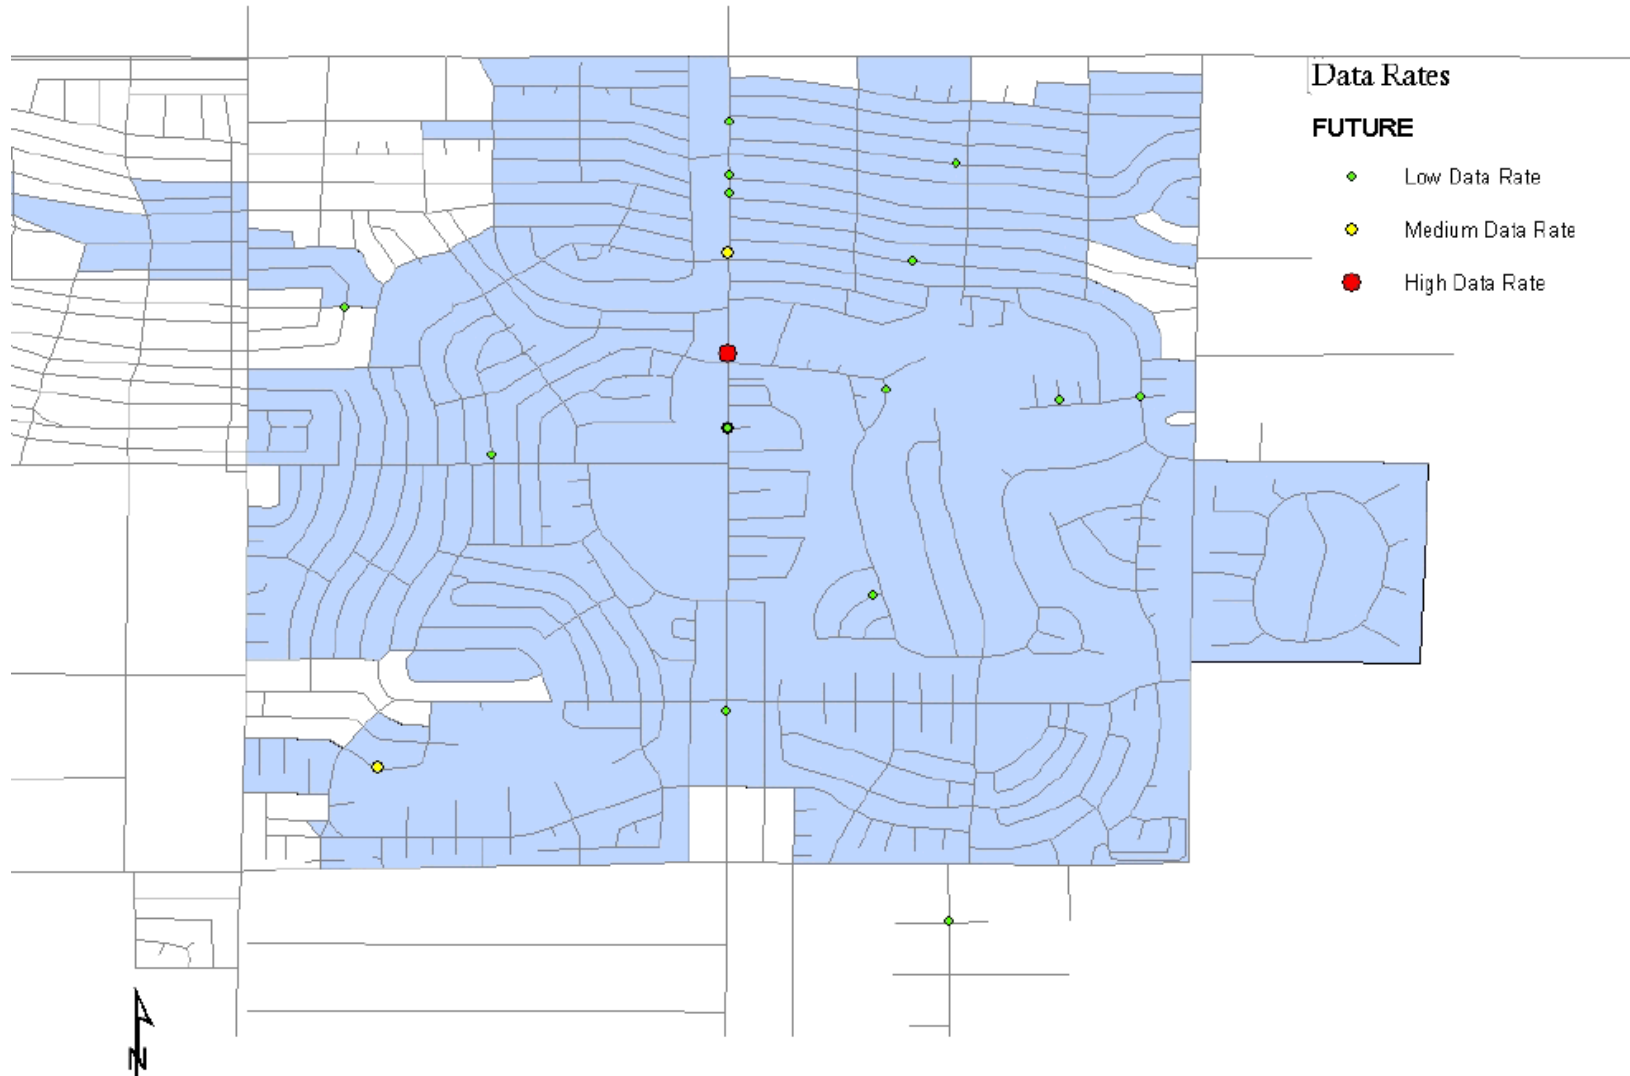 Data Rates
FUTURE
Low Data Rate
Medium Data Rate
High Data Rate
N